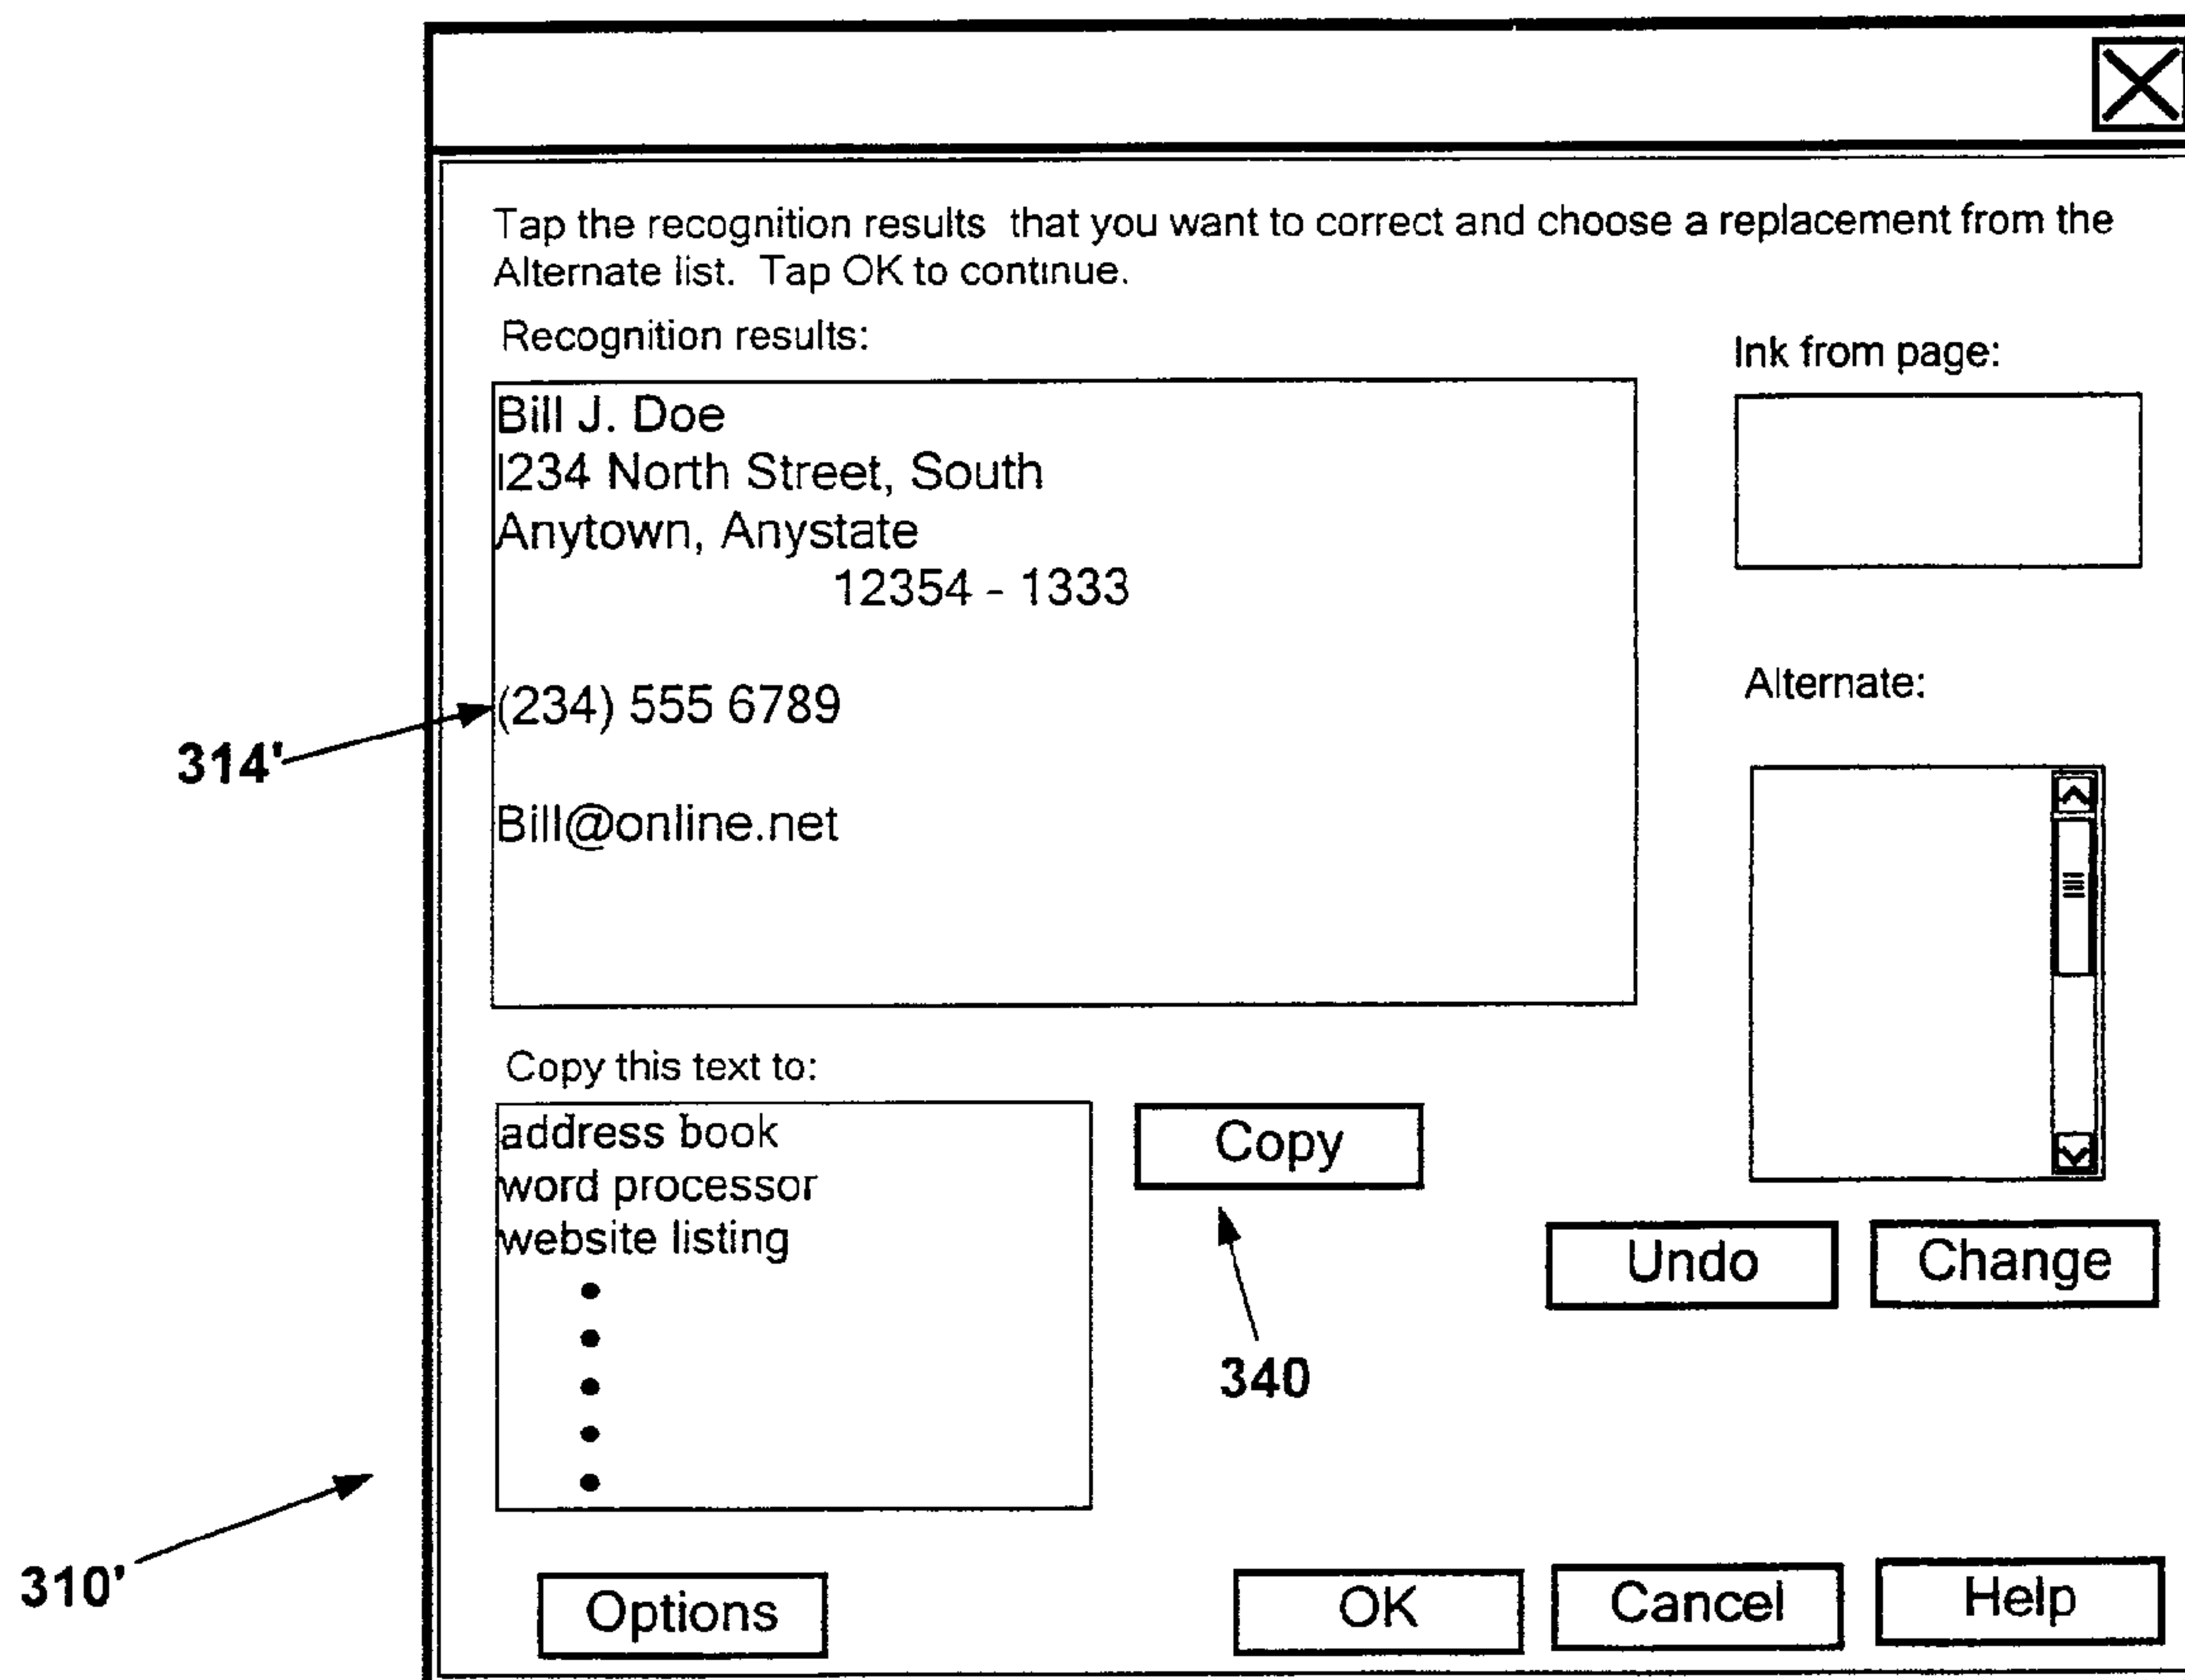 Tap the recognition results that you want to correct and choose a replacement from the
Alternate list. Tap OK to continue.
Recognition results:
Ink from page:
Bill J. Doe
I234 North Street, South
Anytown, Anystate
12354 - 1333
(234) 555 6789
Bill@online.net
314'
Alternate:
Copy this text to:
address book
word processor
website listing
Copy
340
Undo
Change
310'
Options
OK
Cancel
Help